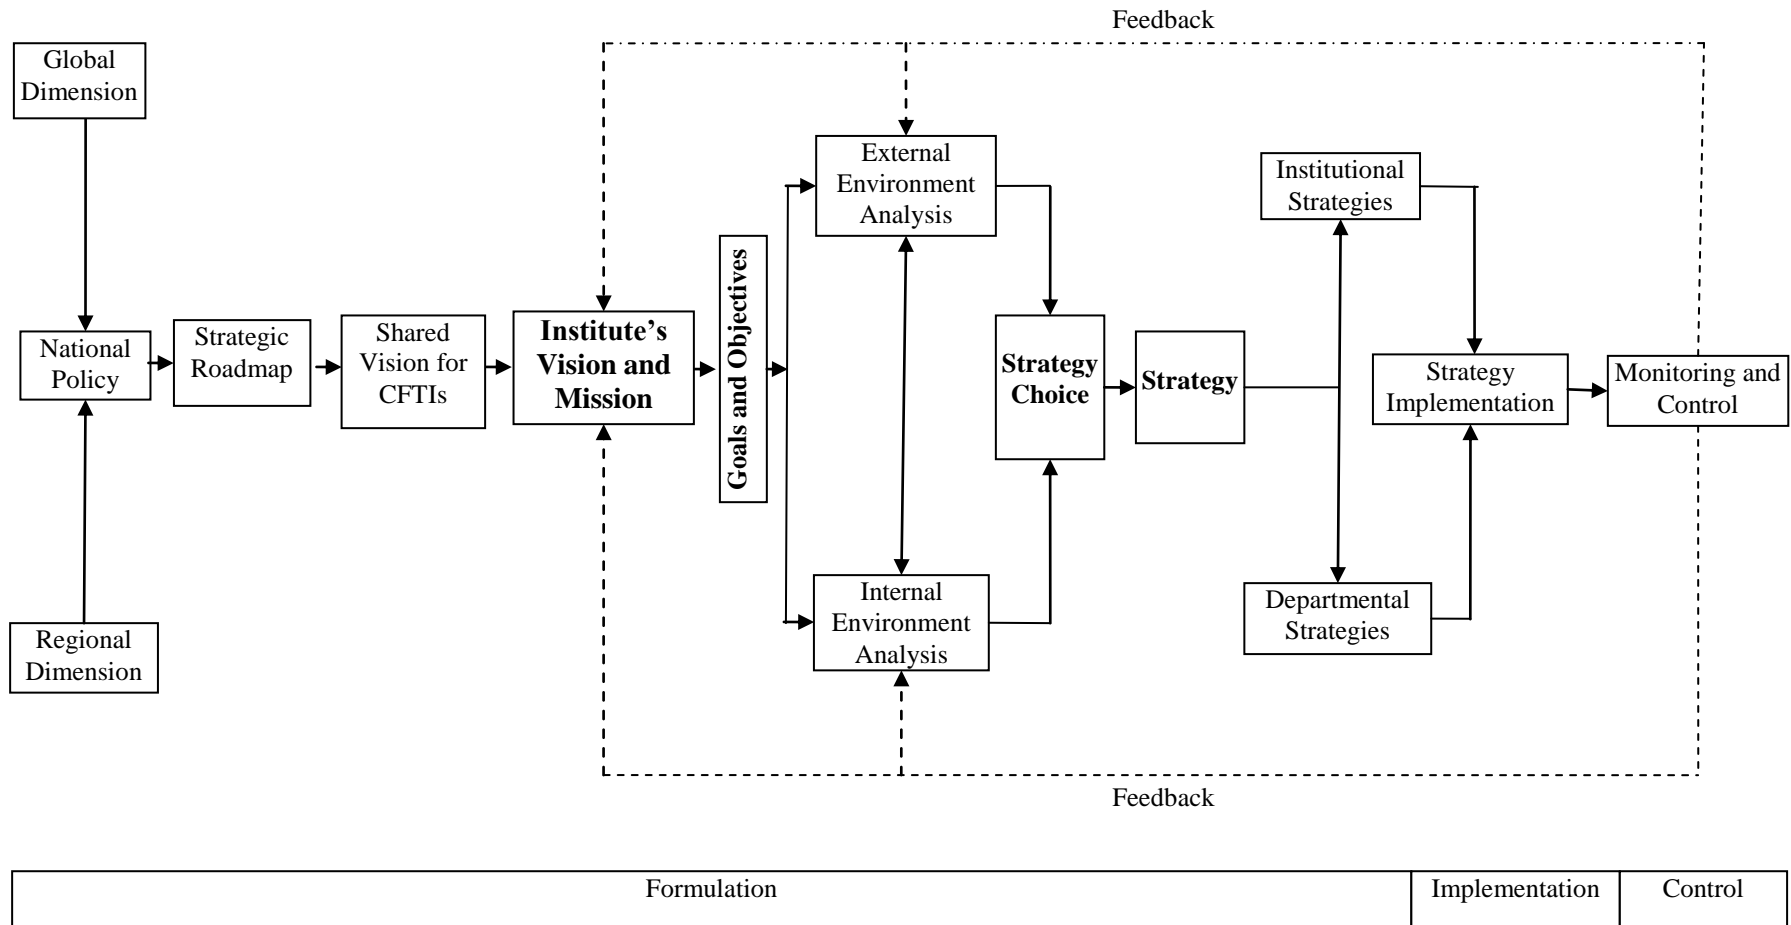 Feedback
Global
Dimension
External
Environment
Analysis
Institutional
Strategies
Goals and Objectives
National
Policy
Strategic
Roadmap
Shared
Vision for
CFTIs
Institute’s
Vision and
Mission
Strategy
Choice
Strategy
Strategy
Implementation
Monitoring and
Control
Regional
Dimension
Internal
Environment
Analysis
Departmental
Strategies
Feedback
Formulation
Implementation
Control